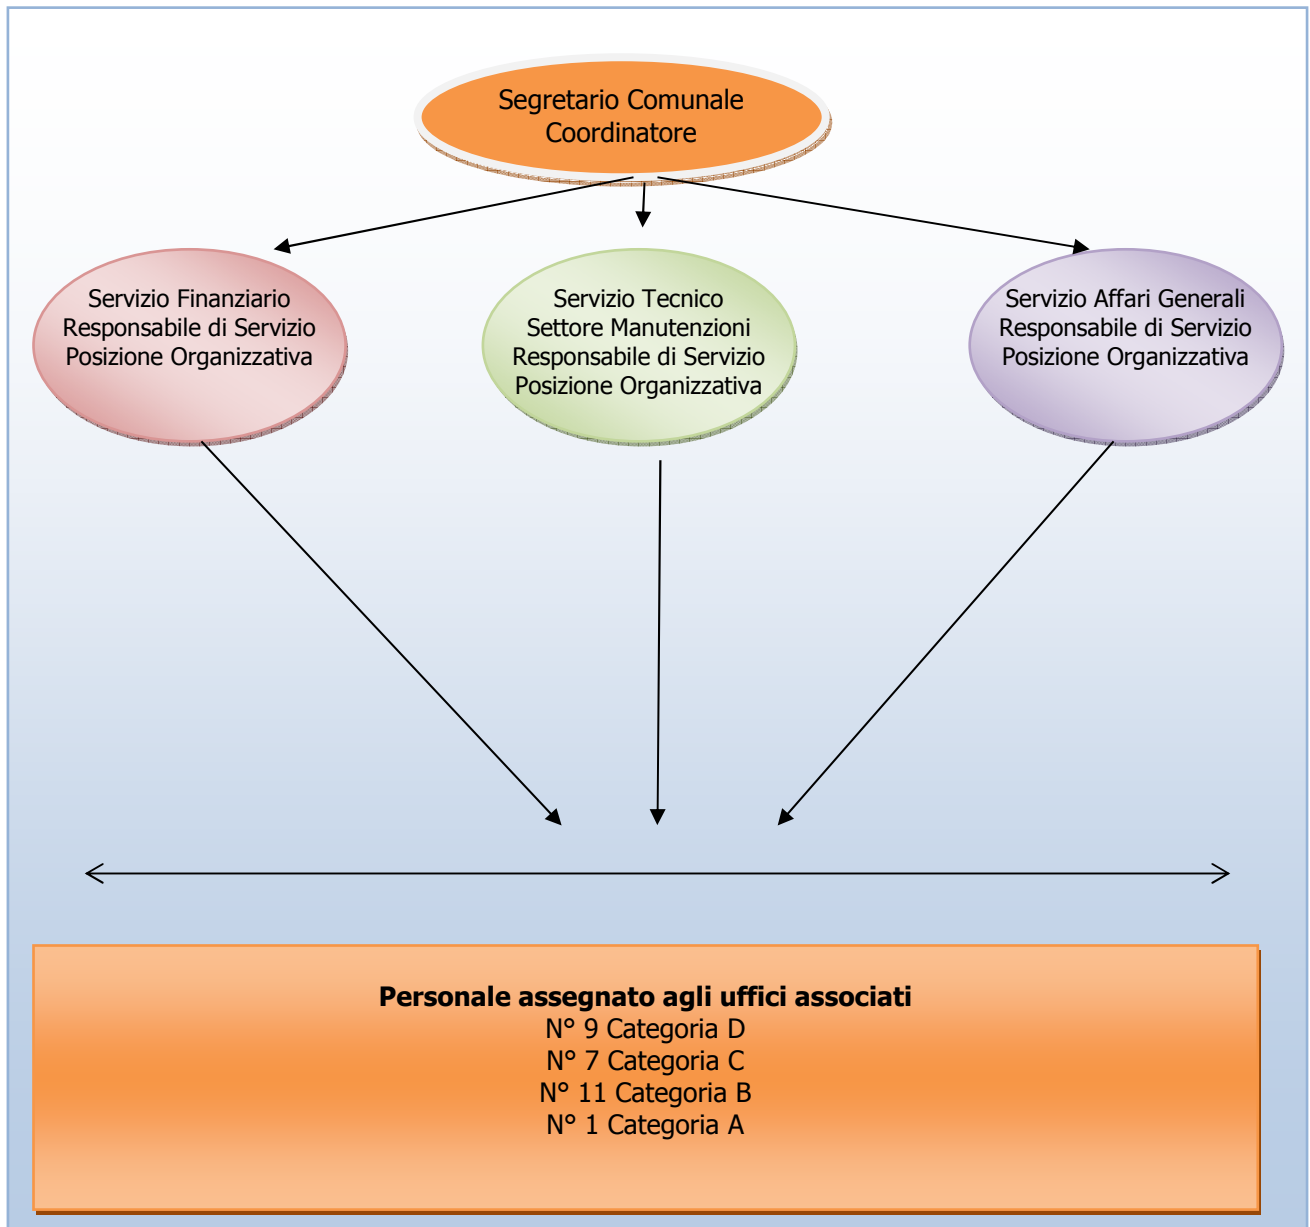 Segretario Comunale
Coordinatore
Servizio Finanziario
Responsabile di Servizio
Posizione Organizzativa
Servizio Tecnico
Settore Manutenzioni
Responsabile di Servizio
Posizione Organizzativa
Servizio Affari Generali
Responsabile di Servizio
Posizione Organizzativa
Personale assegnato agli uffici associati
N° 9 Categoria D
N° 7 Categoria C
N° 11 Categoria B
N° 1 Categoria A